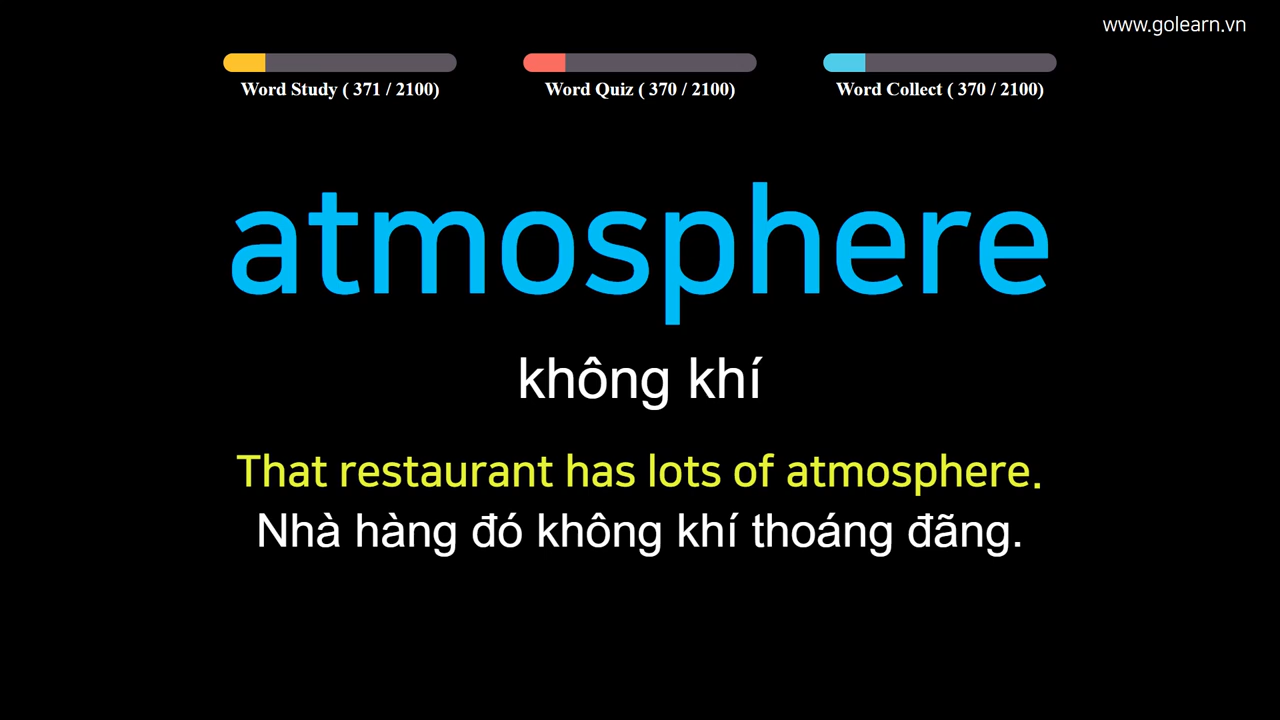 www.golearn.vn
Word Study ( 371 / 2100)
Word Quiz ( 370 / 2100)
Word Collect ( 370 / 2100)
atmosphere
không khí
That restaurant has lots of atmosphere.
Nhà hàng đó không khí thoáng đãng.